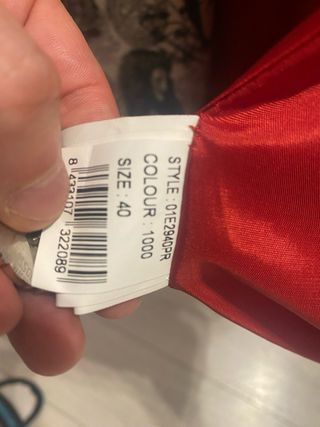 STYLE : 01E2940PR
COLOUR : 1000
SIZE : 40
8 433107 322089